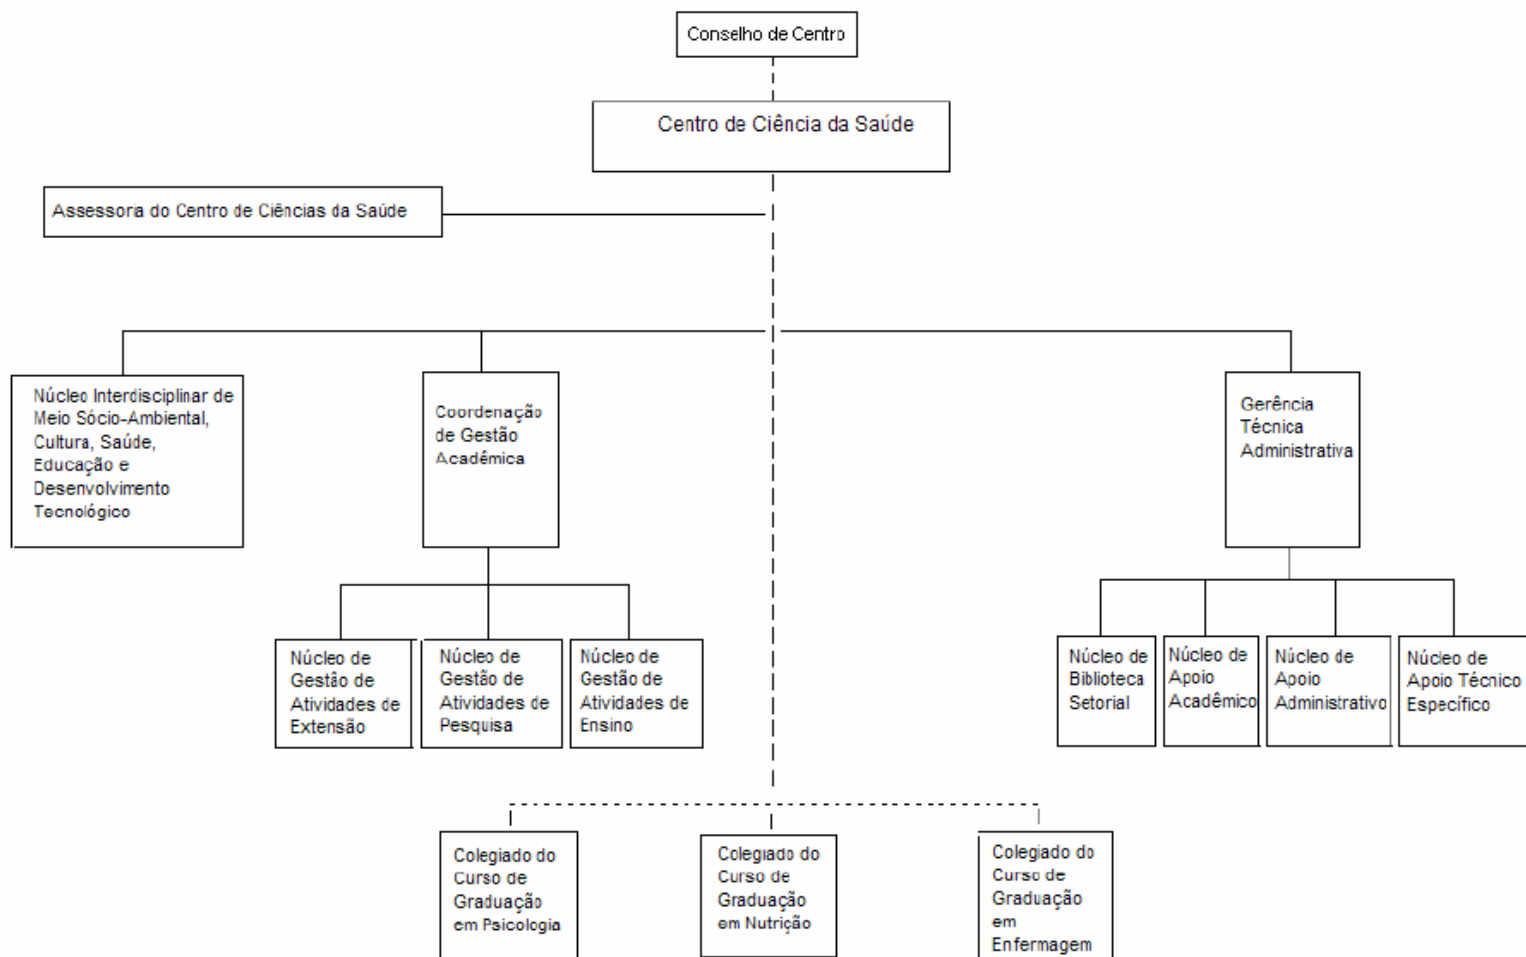 Conselho de Centro
Centro de Ciência da Saúde
Assessoria do Centro de Ciências da Saúde
Núcleo Interdisciplinar de
Meio Sócio-Ambiental,
Cultura, Saúde,
Educação e
Desenvolvimento
Tecnológico
Coordenação
de Gestão
Acadêmica
Gerência
Técnica
Administrativa
Núcleo de
Gestão de
Atividades de
Extensão
Núcleo de
Gestão de
Atividades de
Pesquisa
Núcleo de
Gestão de
Atividades de
Ensino
Núcleo de
Biblioteca
Setorial
Núcleo de
Apoio
Acadêmico
Núcleo de
Apoio
Administrativo
Núcleo de
Apoio Técnico
Específico
Colegiado do
Curso de
Graduação
em Psicologia
Colegiado do
Curso de
Graduação
em Nutrição
Colegiado do
Curso de
Graduação
em
Enfermagem